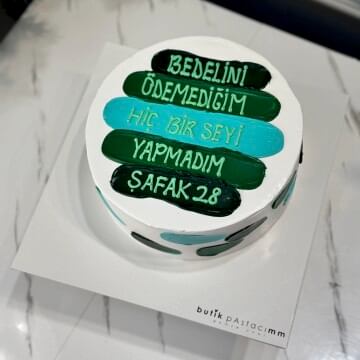 BEDELİNİ
ÖDEMEDİĞİM
HİÇ BİR ŞEYİ
YAPMADIM
ŞAFAK 28
butik pAstacımm